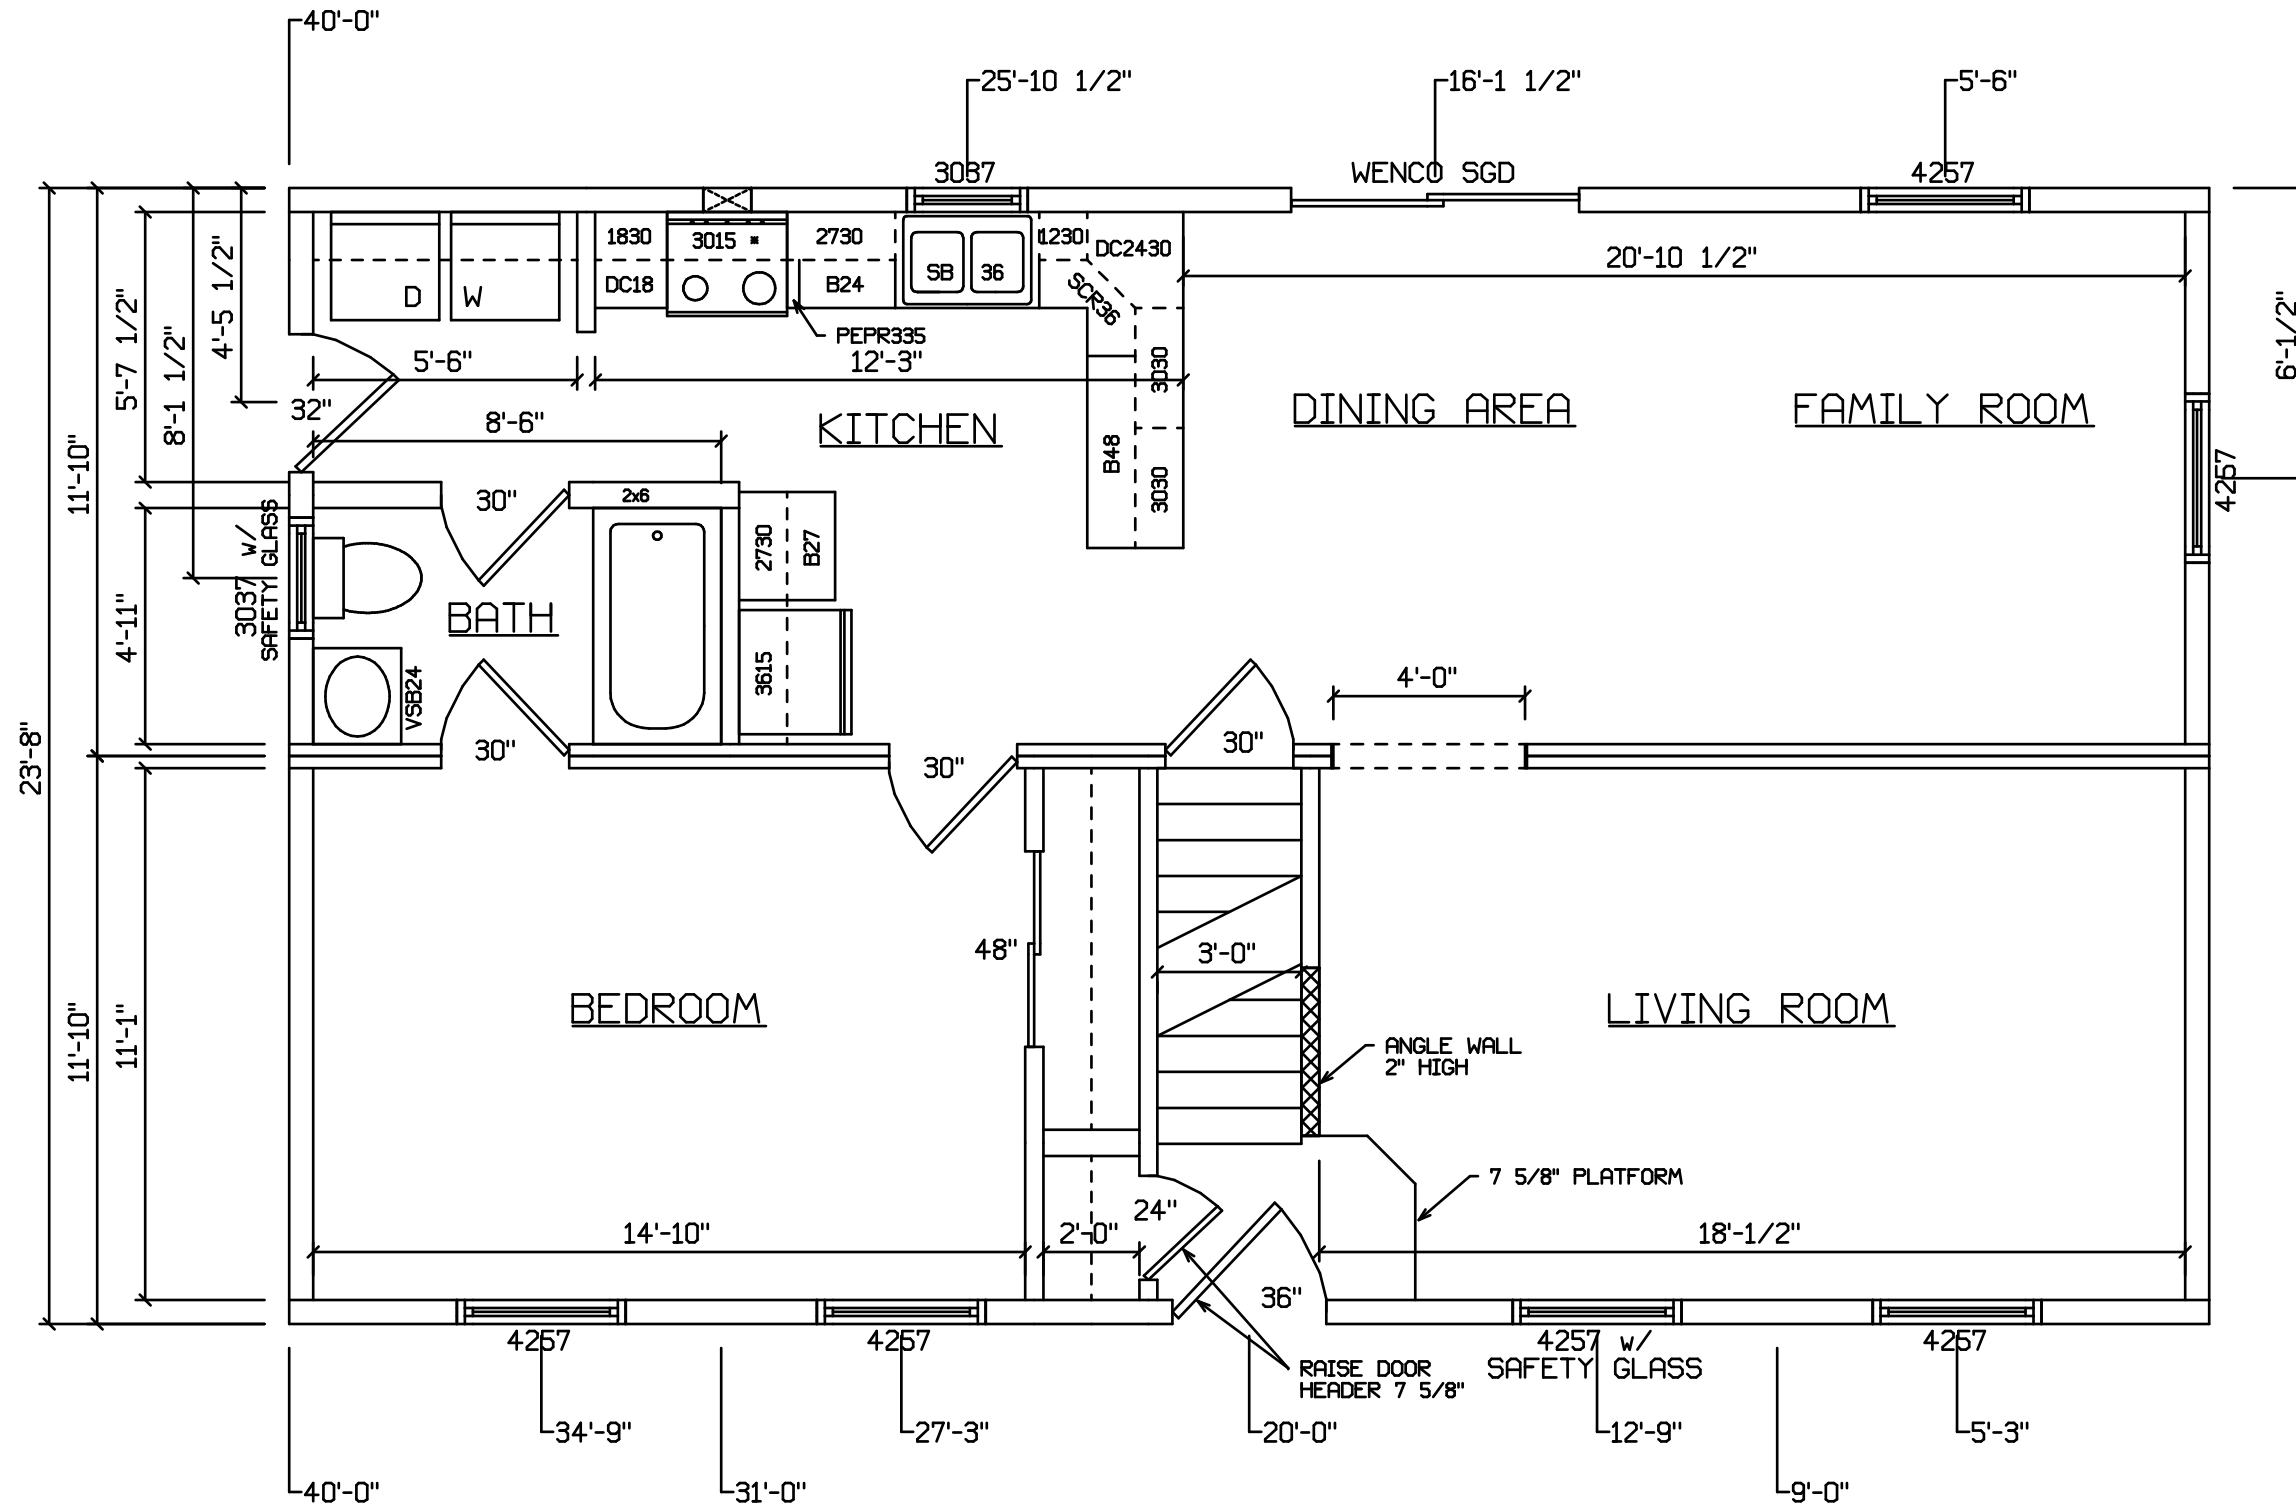 40'-0"
25'-10 1/2"
16'-1 1/2"
5'-6"
3037
WENCO SGD
4257
1830
3015 *
2730
1230
DC2430
20'-10 1/2"
D
W
DC18
B24
SB
36
SCR36
PEPR335
5'-6"
12'-3"
4'-5 1/2"
8'-1 1/2"
5'-7 1/2"
11'-10"
6'-1/2"
32"
8'-6"
KITCHEN
DINING AREA
FAMILY ROOM
3030
B48
3030
4257
30"
2x6
3037 W/
SAFETY GLASS
2730
B27
BATH
4'-11"
3615
VSB24
23'-8"
4'-0"
30"
30"
30"
48"
3'-0"
BEDROOM
LIVING ROOM
11'-10"
11'-1"
ANGLE WALL
2" HIGH
7 5/8" PLATFORM
24"
14'-10"
2'-0"
18'-1/2"
36"
4257
4257
4257 W/
SAFETY GLASS
4257
RAISE DOOR
HEADER 7 5/8"
34'-9"
27'-3"
20'-0"
12'-9"
5'-3"
40'-0"
31'-0"
9'-0"